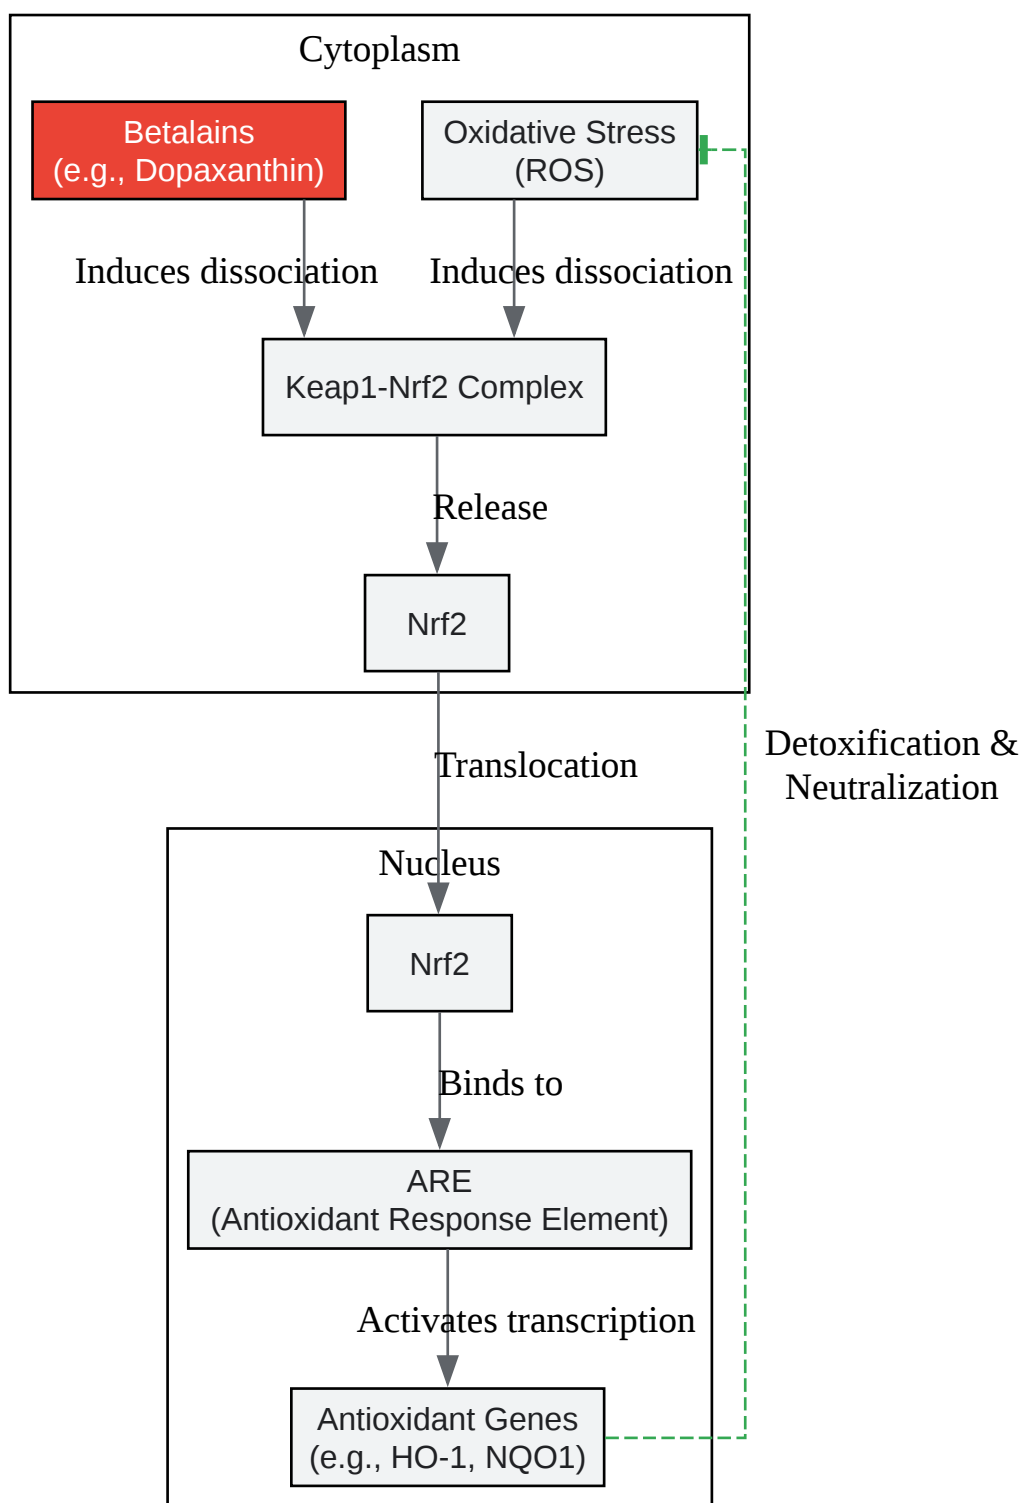 Cytoplasm
Betalains
(e.g., Dopaxanthin)
Oxidative Stress
(ROS)
Induces dissociation
Induces dissociation
Keap1-Nrf2 Complex
Release
Nrf2
Translocation
Detoxification &
Neutralization
Nucleus
Nrf2
Binds to
ARE
(Antioxidant Response Element)
Activates transcription
Antioxidant Genes
(e.g., HO-1, NQO1)